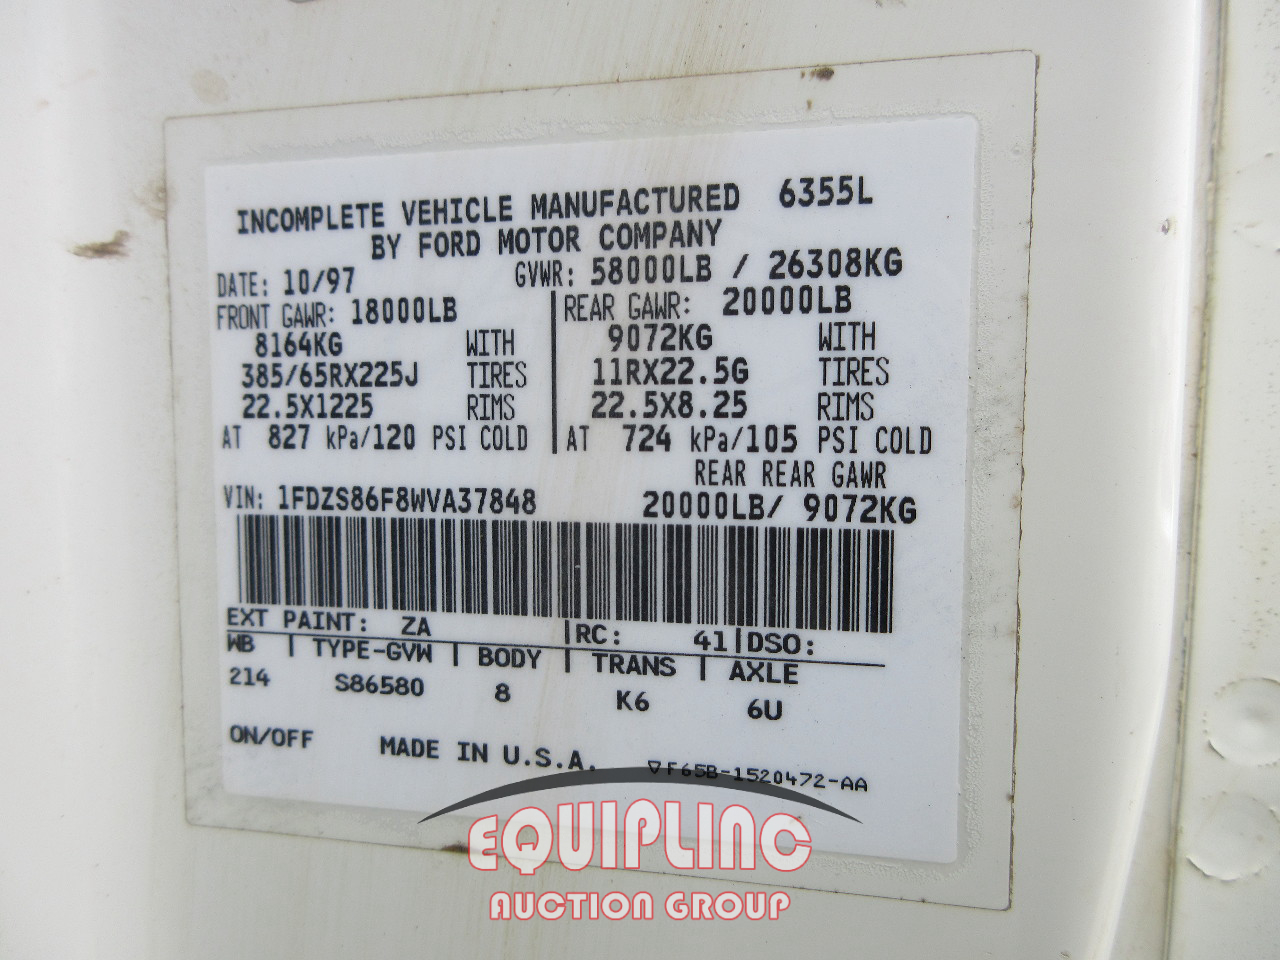 INCOMPLETE VEHICLE MANUFACTURED 6355L
BY FORD MOTOR COMPANY
DATE: 10/97 GVWR: 58000LB / 26308KG
FRONT GAWR: 18000LB REAR GAWR: 20000LB
8164KG WITH 9072KG WITH
385/65RX225J TIRES 11RX22.5G TIRES
22.5X1225 RIMS 22.5X8.25 RIMS
AT 827 kPa/120 PSI COLD AT 724 kPa/105 PSI COLD
REAR REAR GAWR
VIN: 1FDZS86F8WVA37848 20000LB/ 9072KG
EXT PAINT: ZA RC: 41 DSO:
WB TYPE-GVW BODY TRANS AXLE
214 S86580 8 K6 6U
ON/OFF MADE IN U.S.A. ▽F65B-1520472-AA
EQUIPLINC
AUCTION GROUP